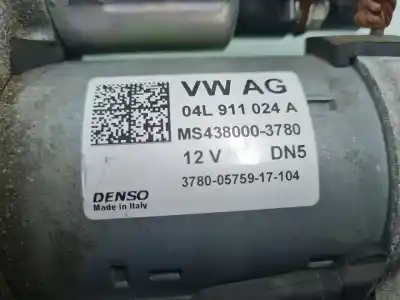 VW AG
04L 911 024 A
MS438000-3780
12 V DN5
3780-05759-17-104
DENSO
Made in Italy